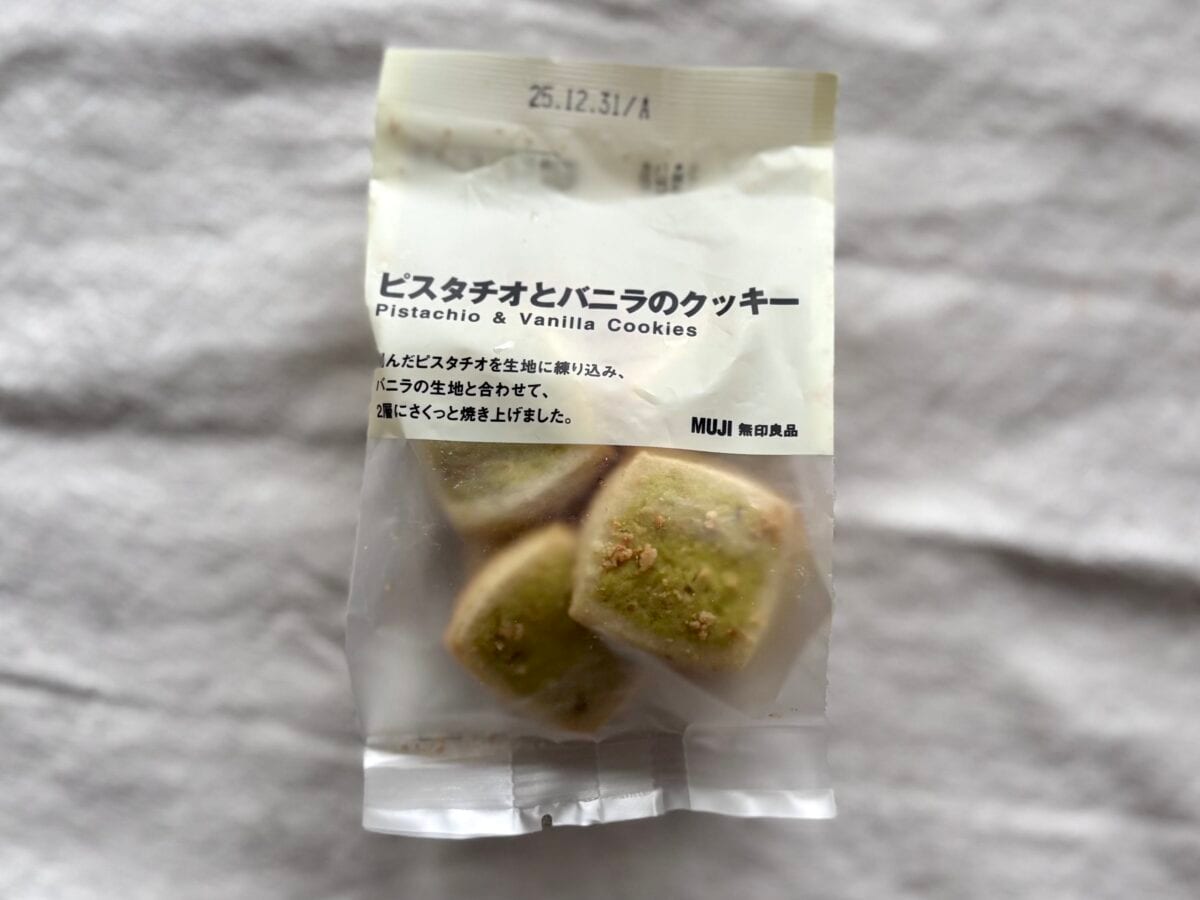 25.12.31/A
ピスタチオとバニラのクッキー
Pistachio & Vanilla Cookies
んだピスタチオを生地に練り込み、
バニラの生地と合わせて、
2層にさくっと焼き上げました。
MUJI 無印良品